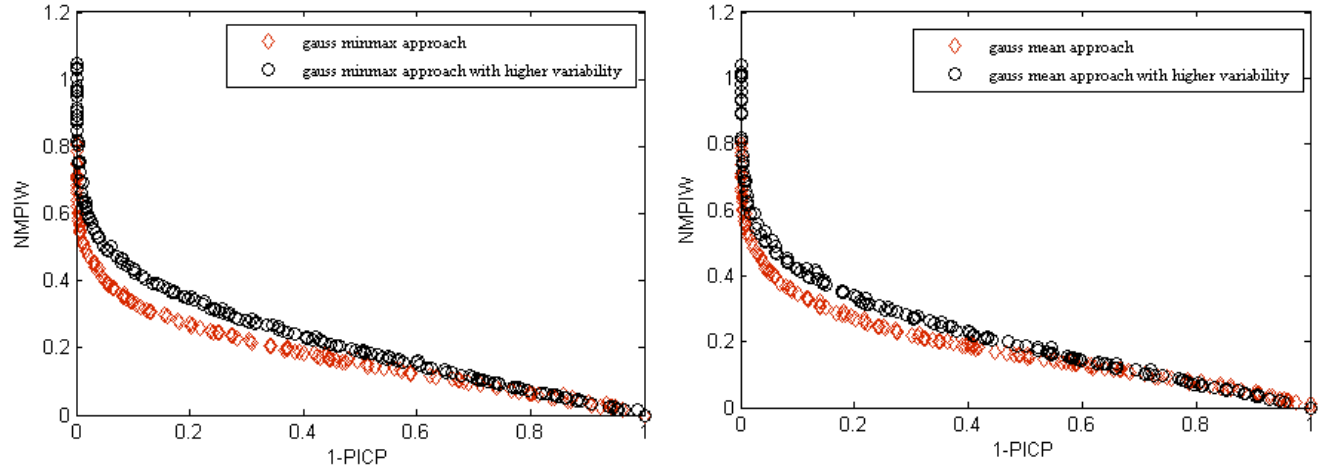 1.2
1
0.8
0.6
0.4
0.2
0
NMPIW
gauss minmax approach
gauss minmax approach with higher variability
0 0.2 0.4 0.6 0.8 1
1-PICP
1.2
1
0.8
0.6
0.4
0.2
0
NMPIW
gauss mean approach
gauss mean approach with higher variability
0 0.2 0.4 0.6 0.8 1
1-PICP